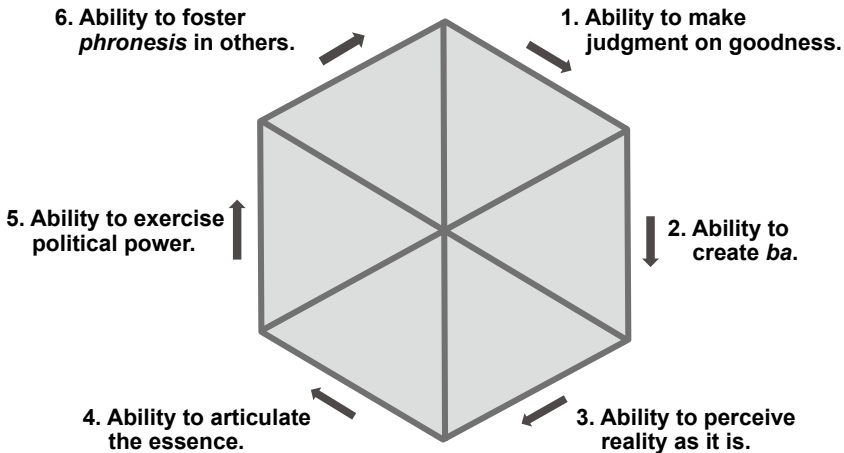 6. Ability to foster
phronesis in others.
1. Ability to make
judgment on goodness.
5. Ability to exercise
political power.
2. Ability to
create ba.
4. Ability to articulate
the essence.
3. Ability to perceive
reality as it is.